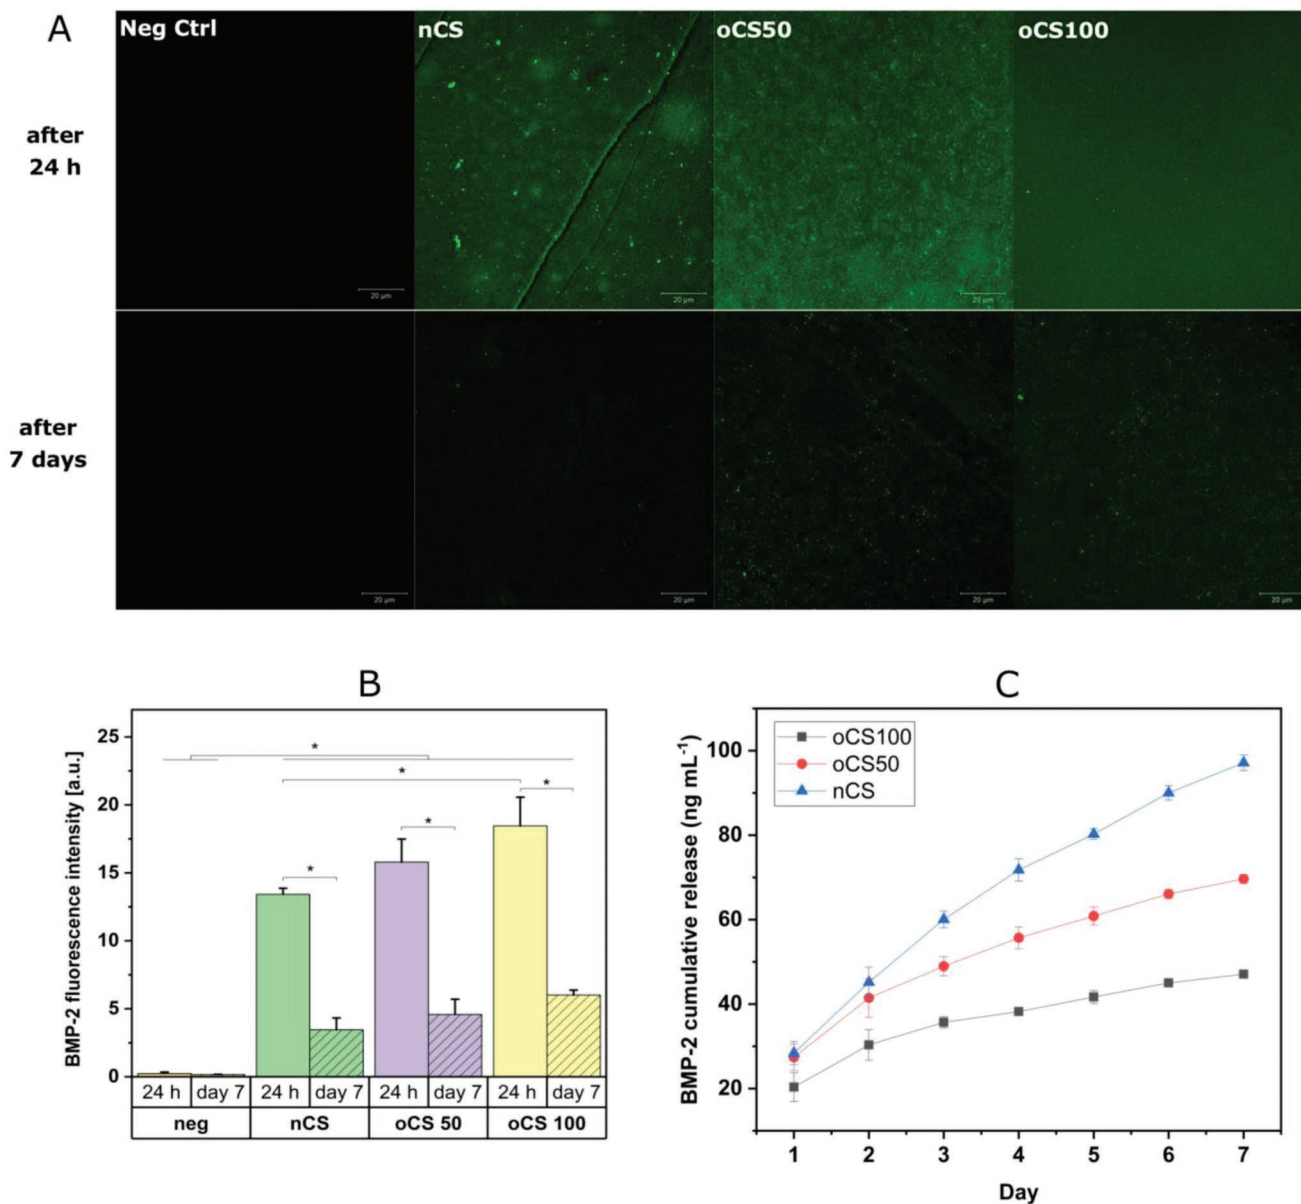 A
Neg Ctrl
nCS
oCS50
oCS100
after
24 h
20 µm
20 µm
20 µm
20 µm
after
7 days
20 µm
20 µm
20 µm
20 µm
B
BMP-2 fluorescence intensity [a.u.]
25
20
15
10
5
0
*
*
*
*
*
24 h day 7 24 h day 7 24 h day 7 24 h day 7
neg nCS oCS 50 oCS 100
C
BMP-2 cumulative release (ng mL⁻¹)
100
80
60
40
20
oCS100
oCS50
nCS
1 2 3 4 5 6 7
Day